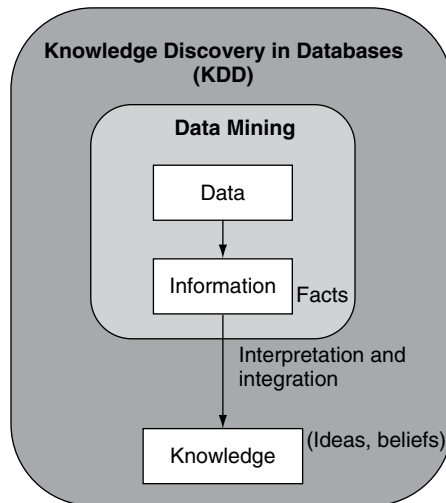 Knowledge Discovery in Databases
(KDD)
Data Mining
Data
Information
Facts
Interpretation and
integration
(Ideas, beliefs)
Knowledge